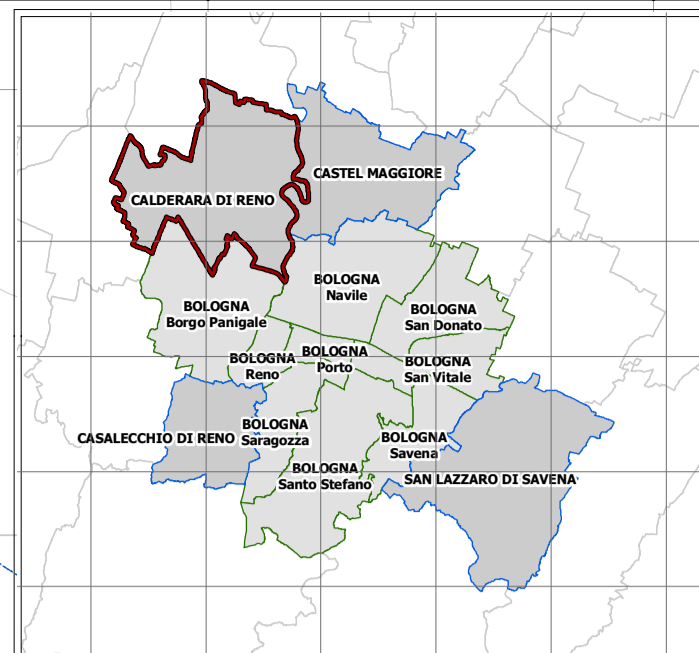 CASTEL MAGGIORE
CALDERARA DI RENO
BOLOGNA
Navile
BOLOGNA
Borgo Panigale
BOLOGNA
San Donato
BOLOGNA
Reno
BOLOGNA
Porto
BOLOGNA
San Vitale
CASALECCHIO DI RENO
BOLOGNA
Saragozza
BOLOGNA
Savena
BOLOGNA
Santo Stefano
SAN LAZZARO DI SAVENA